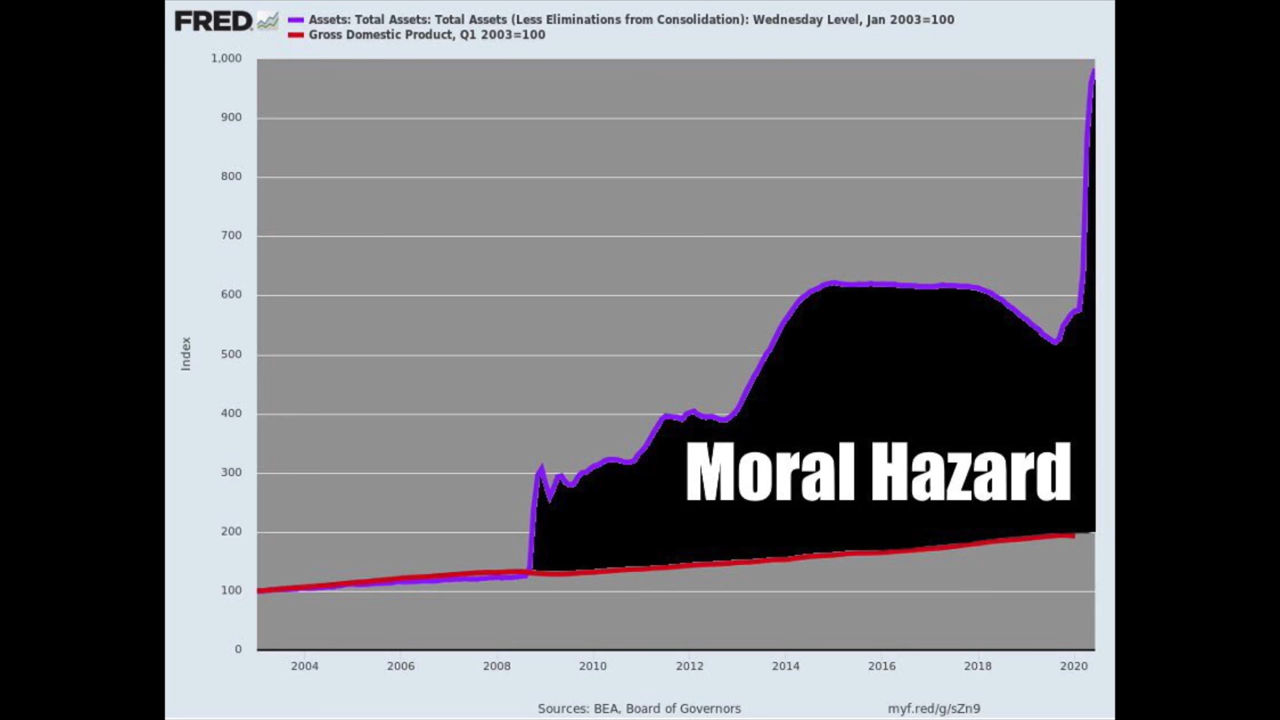 FRED
Assets: Total Assets: Total Assets (Less Eliminations from Consolidation): Wednesday Level, Jan 2003=100
Gross Domestic Product, Q1 2003=100
1,000
900
800
700
600
500
400
300
200
100
0
Index
Moral Hazard
2004 2006 2008 2010 2012 2014 2016 2018 2020
Sources: BEA, Board of Governors myf.red/g/sZn9